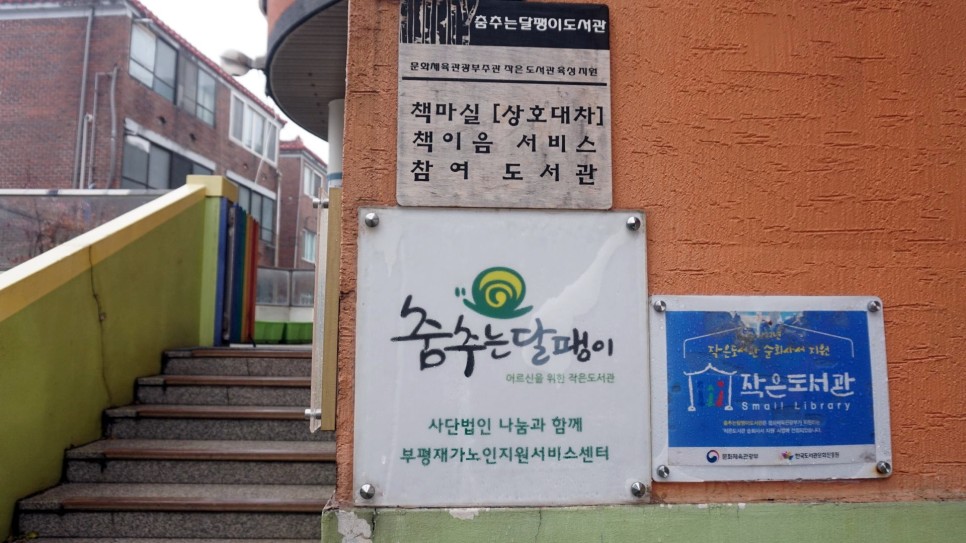 춤추는달팽이도서관
문화체육관광부주관 작은도서관 육성 지원
책마실 [상호대차]
책이음 서비스
참여 도서관
춤추는달팽이
어르신을 위한 작은도서관
사단법인 나눔과 함께
부평재가노인지원서비스센터
작은도서관 순회사서 지원
작은도서관
Small Library
문화체육관광부